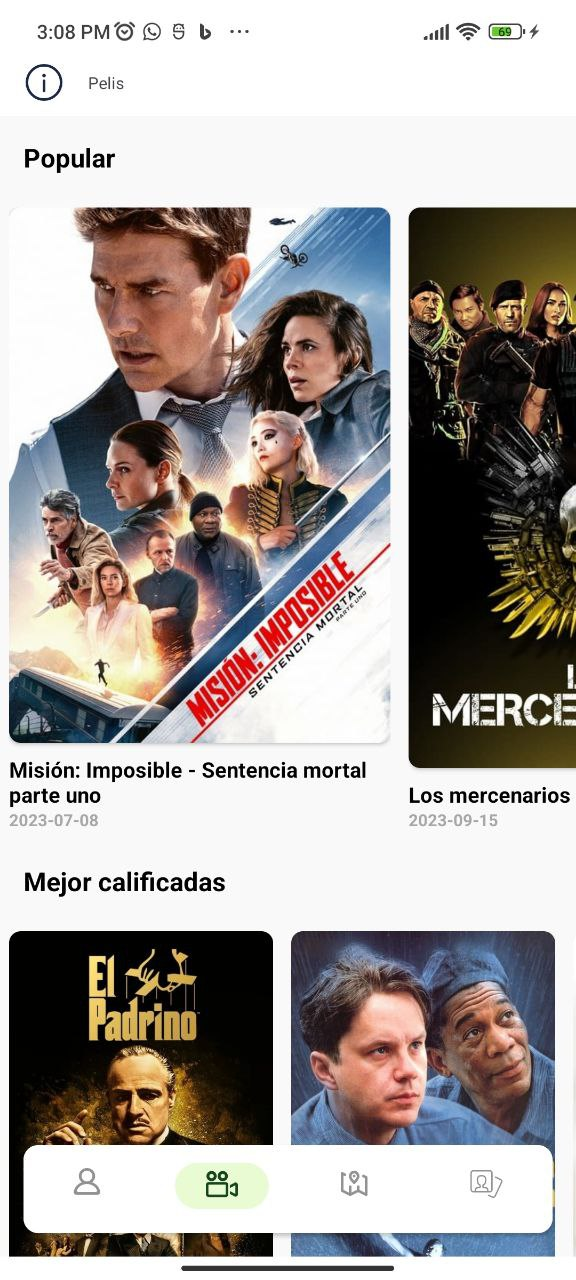 3:08 PM
69
Pelis
Popular
MISIÓN: IMPOSIBLE
SENTENCIA MORTAL
PARTE UNO
MERCE
Misión: Imposible - Sentencia mortal
parte uno
2023-07-08
Los mercenarios
2023-09-15
Mejor calificadas
El
Padrino